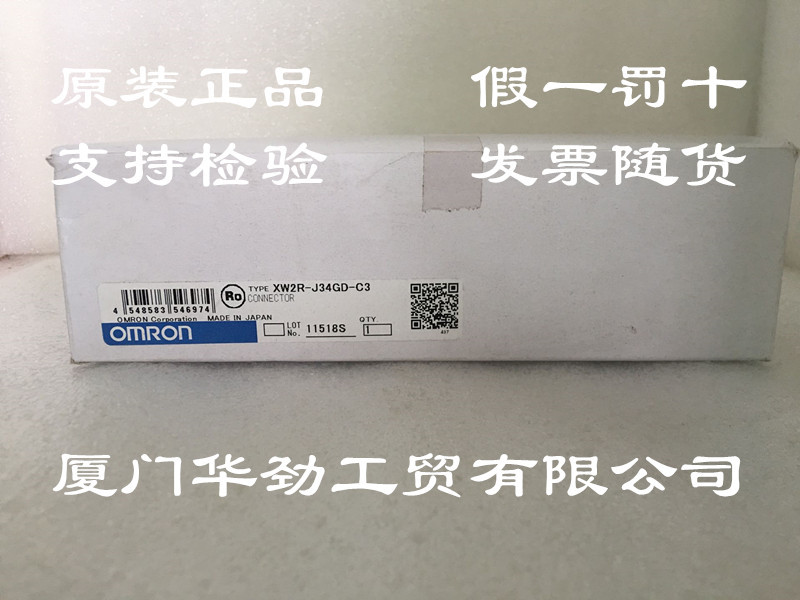 原装正品 假一罚十
支持检验 发票随货
TYPE XW2R-J34GD-C3
CONNECTOR
Ro
4 548583 546974
OMRON Corporation MADE IN JAPAN
OMRON
LOT No. 11518S
QTY 1
厦门华劲工贸有限公司